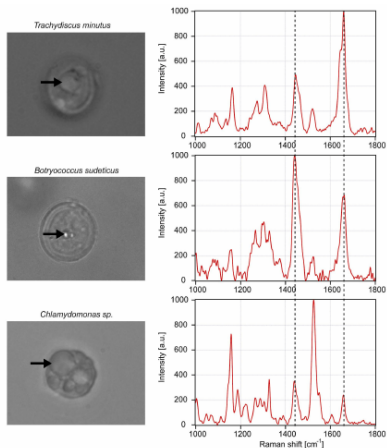 Trachydiscus minutus
Intensity [a.u.]
1000
800
600
400
200
0
1000 1200 1400 1600 1800
Botryococcus sudeticus
Intensity [a.u.]
1000
800
600
400
200
0
1000 1200 1400 1600 1800
Chlamydomonas sp.
Intensity [a.u.]
1000
800
600
400
200
0
1000 1200 1400 1600 1800
Raman shift [cm⁻¹]